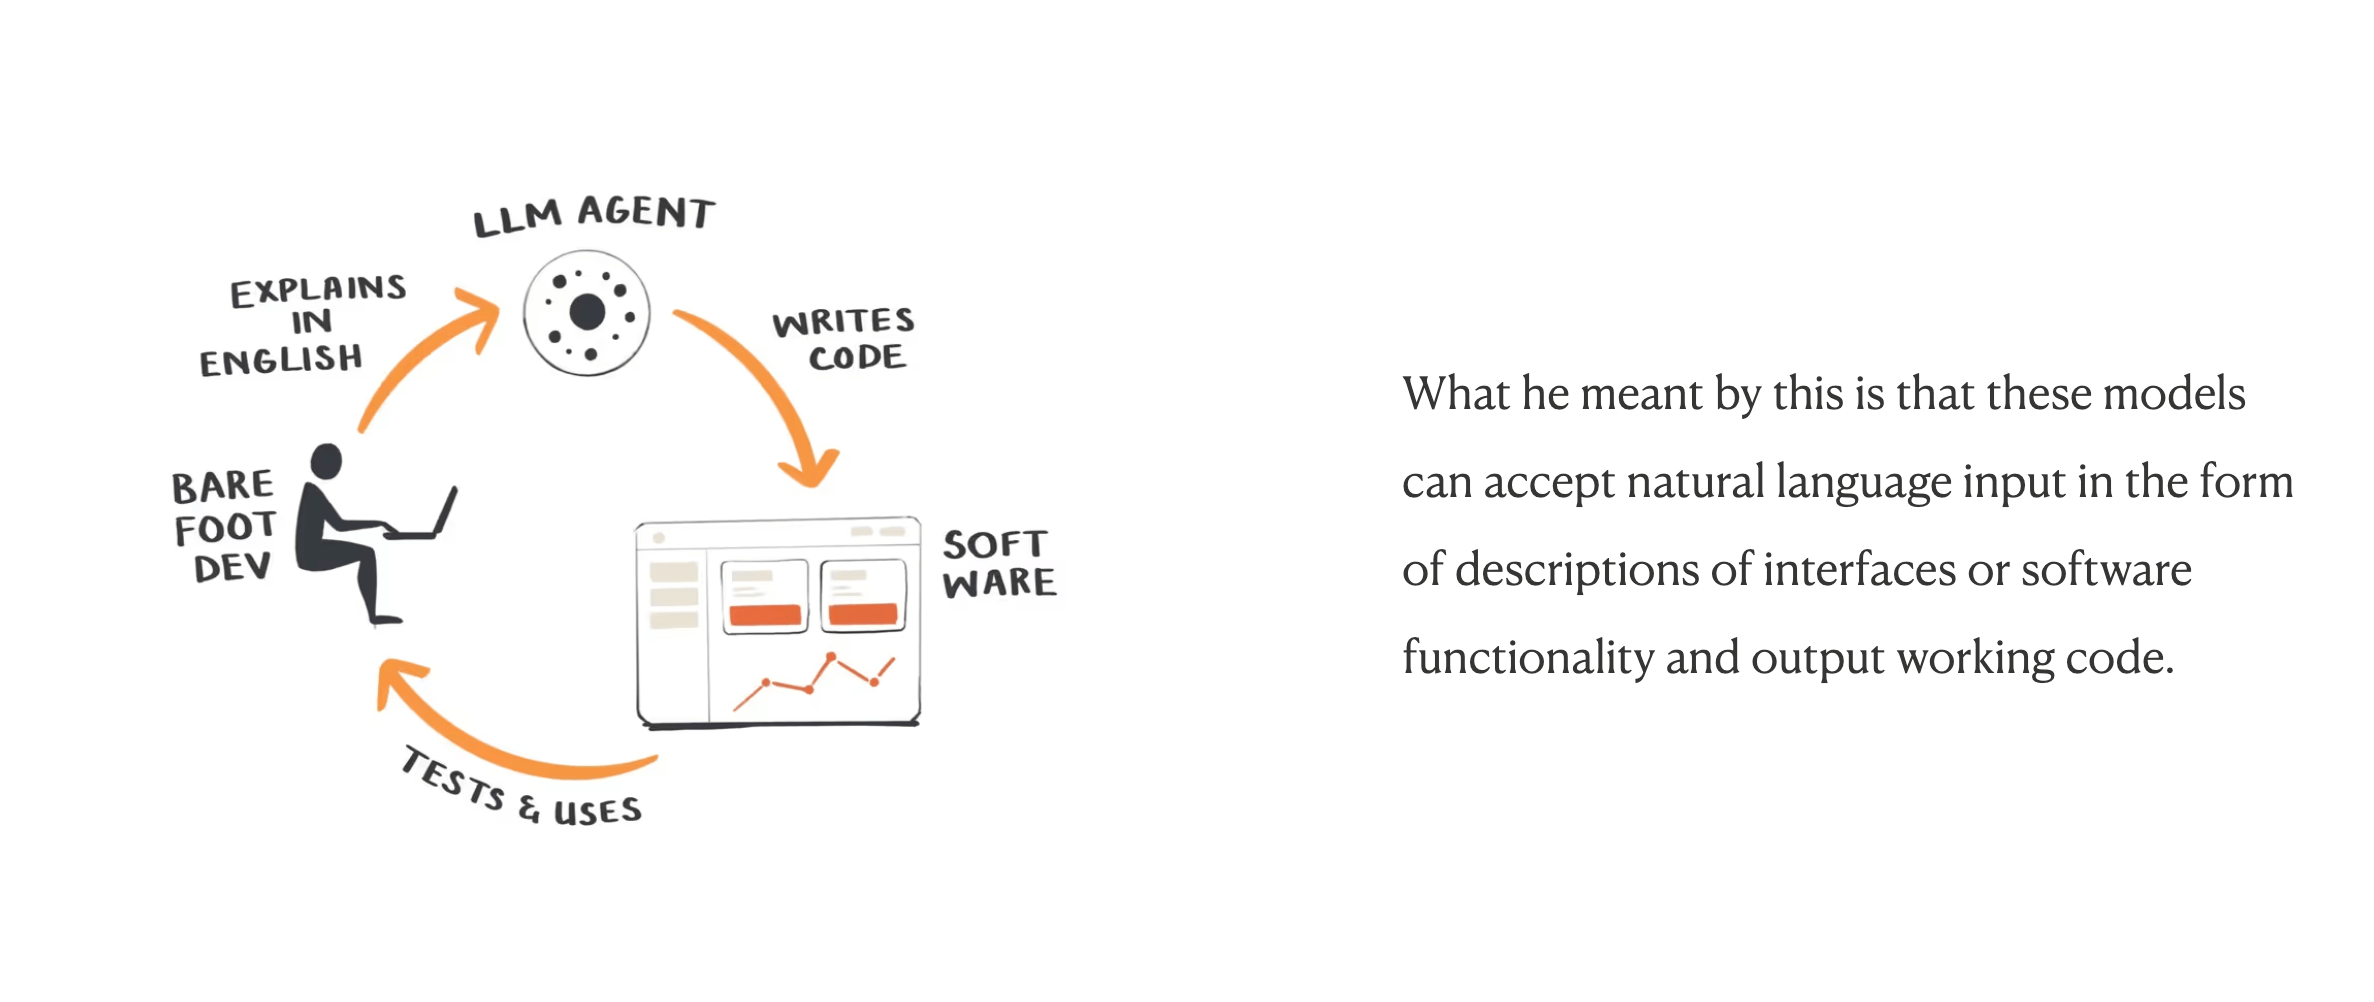 LLM AGENT
EXPLAINS
IN
ENGLISH
WRITES
CODE
BARE
FOOT
DEV
SOFT
WARE
TESTS & USES
What he meant by this is that these models
can accept natural language input in the form
of descriptions of interfaces or software
functionality and output working code.